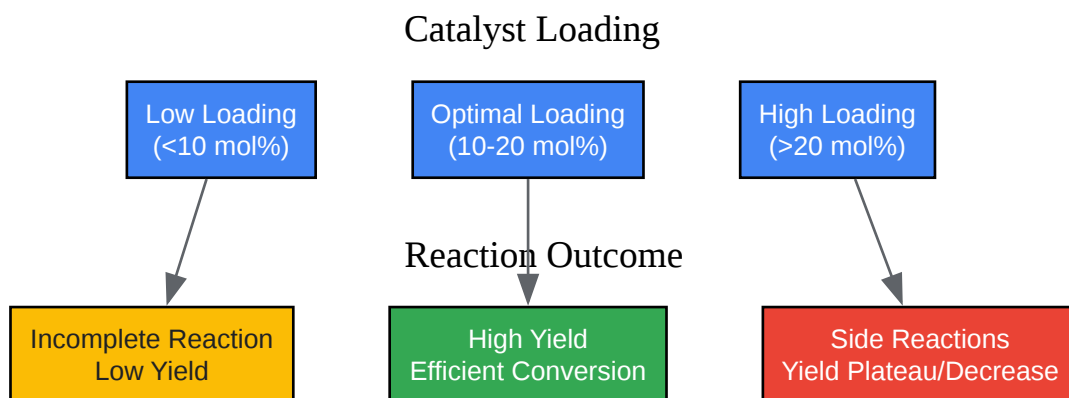 Catalyst Loading
Low Loading
(<10 mol%)
Optimal Loading
(10-20 mol%)
High Loading
(>20 mol%)
Reaction Outcome
Incomplete Reaction
Low Yield
High Yield
Efficient Conversion
Side Reactions
Yield Plateau/Decrease